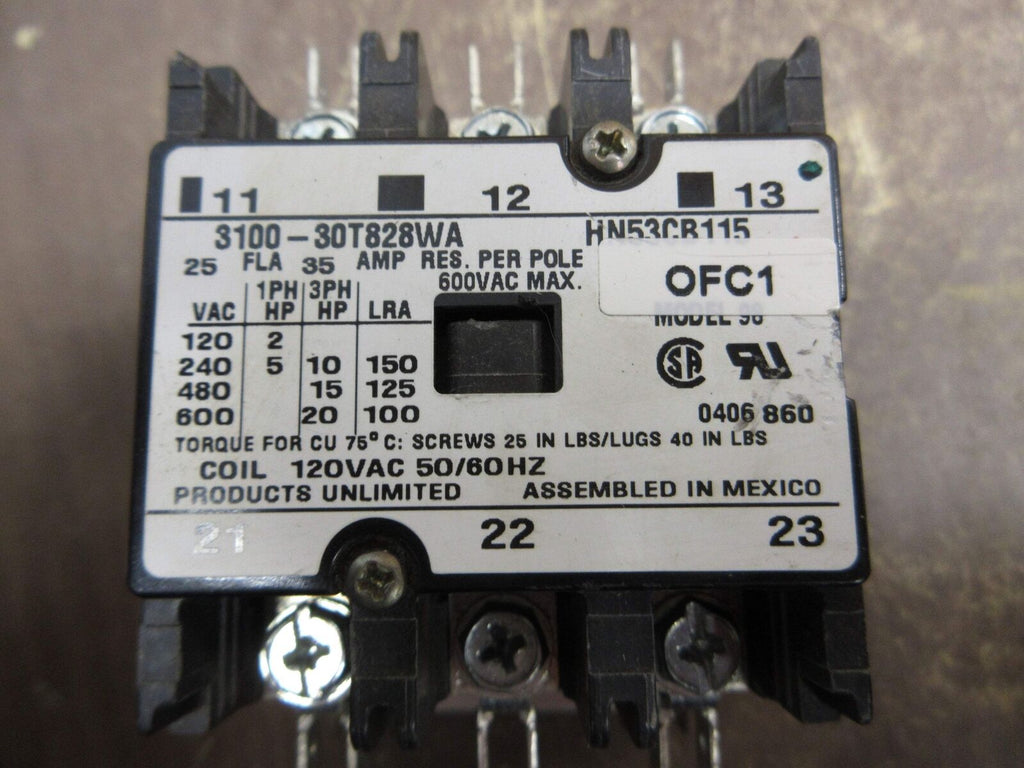 11 12 13
3100-30T828WA HN53CB115
25 FLA 35 AMP RES. PER POLE
600VAC MAX.
OFC1
MODEL 90
VAC 1PH HP 3PH HP LRA
120 2
240 5 10 150
480 15 125
600 20 100
SA
0406 860
TORQUE FOR CU 75°C: SCREWS 25 IN LBS/LUGS 40 IN LBS
COIL 120VAC 50/60HZ
PRODUCTS UNLIMITED ASSEMBLED IN MEXICO
21 22 23